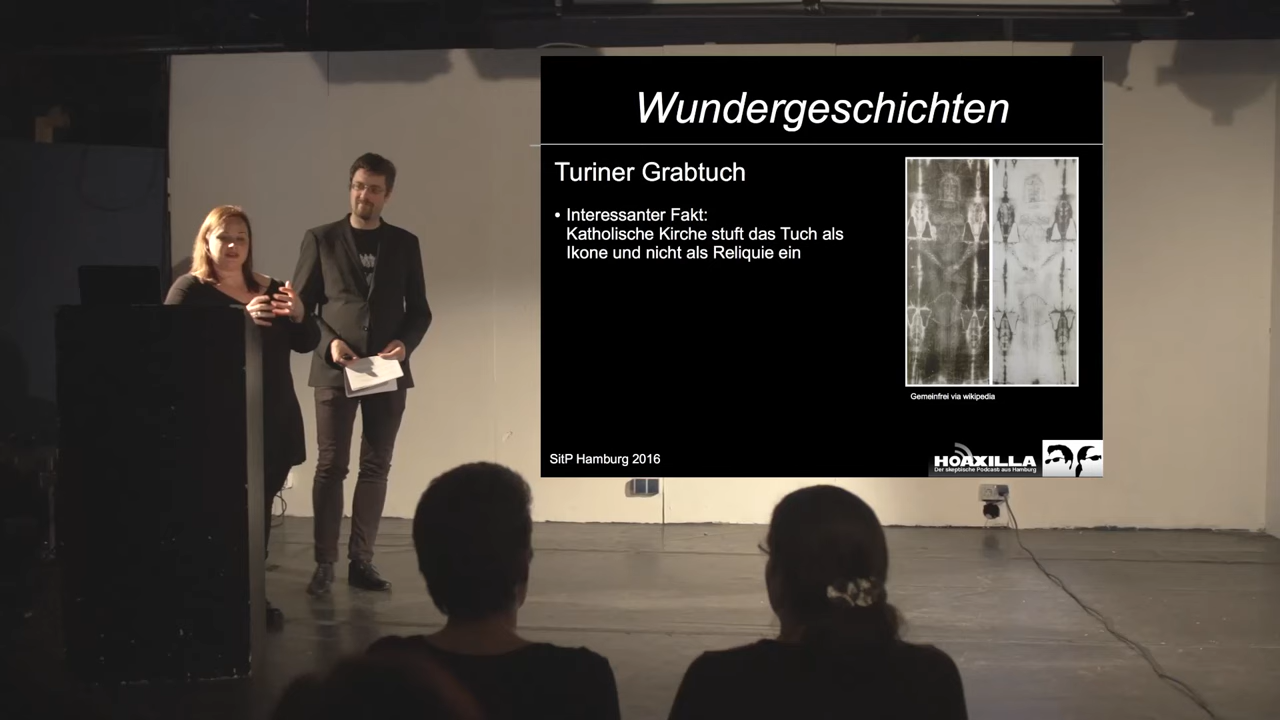 Wundergeschichten
Turiner Grabtuch
• Interessanter Fakt:
Katholische Kirche stuft das Tuch als
Ikone und nicht als Reliquie ein
Gemeinfrei via wikipedia
SitP Hamburg 2016
HOAXILLA
Der skeptische Podcast aus Hamburg